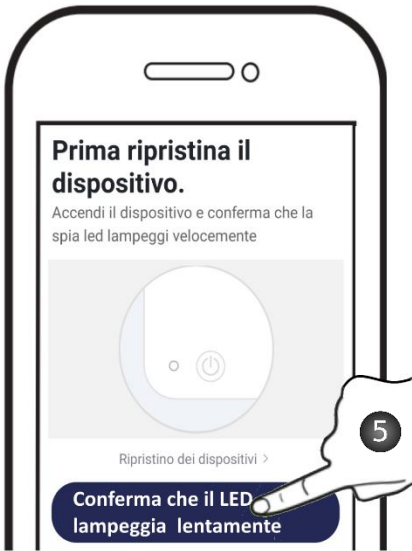 Prima ripristina il
dispositivo.
Accendi il dispositivo e conferma che la
spia led lampeggi velocemente
Ripristino dei dispositivi >
5
Conferma che il LED
lampeggia lentamente